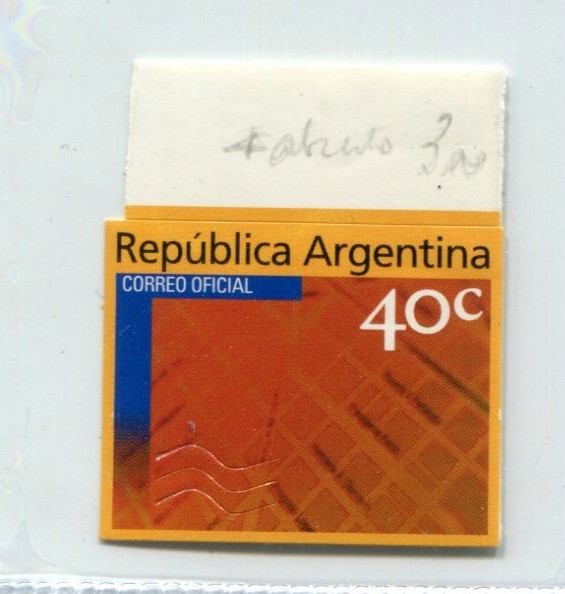 República Argentina
CORREO OFICIAL
40c